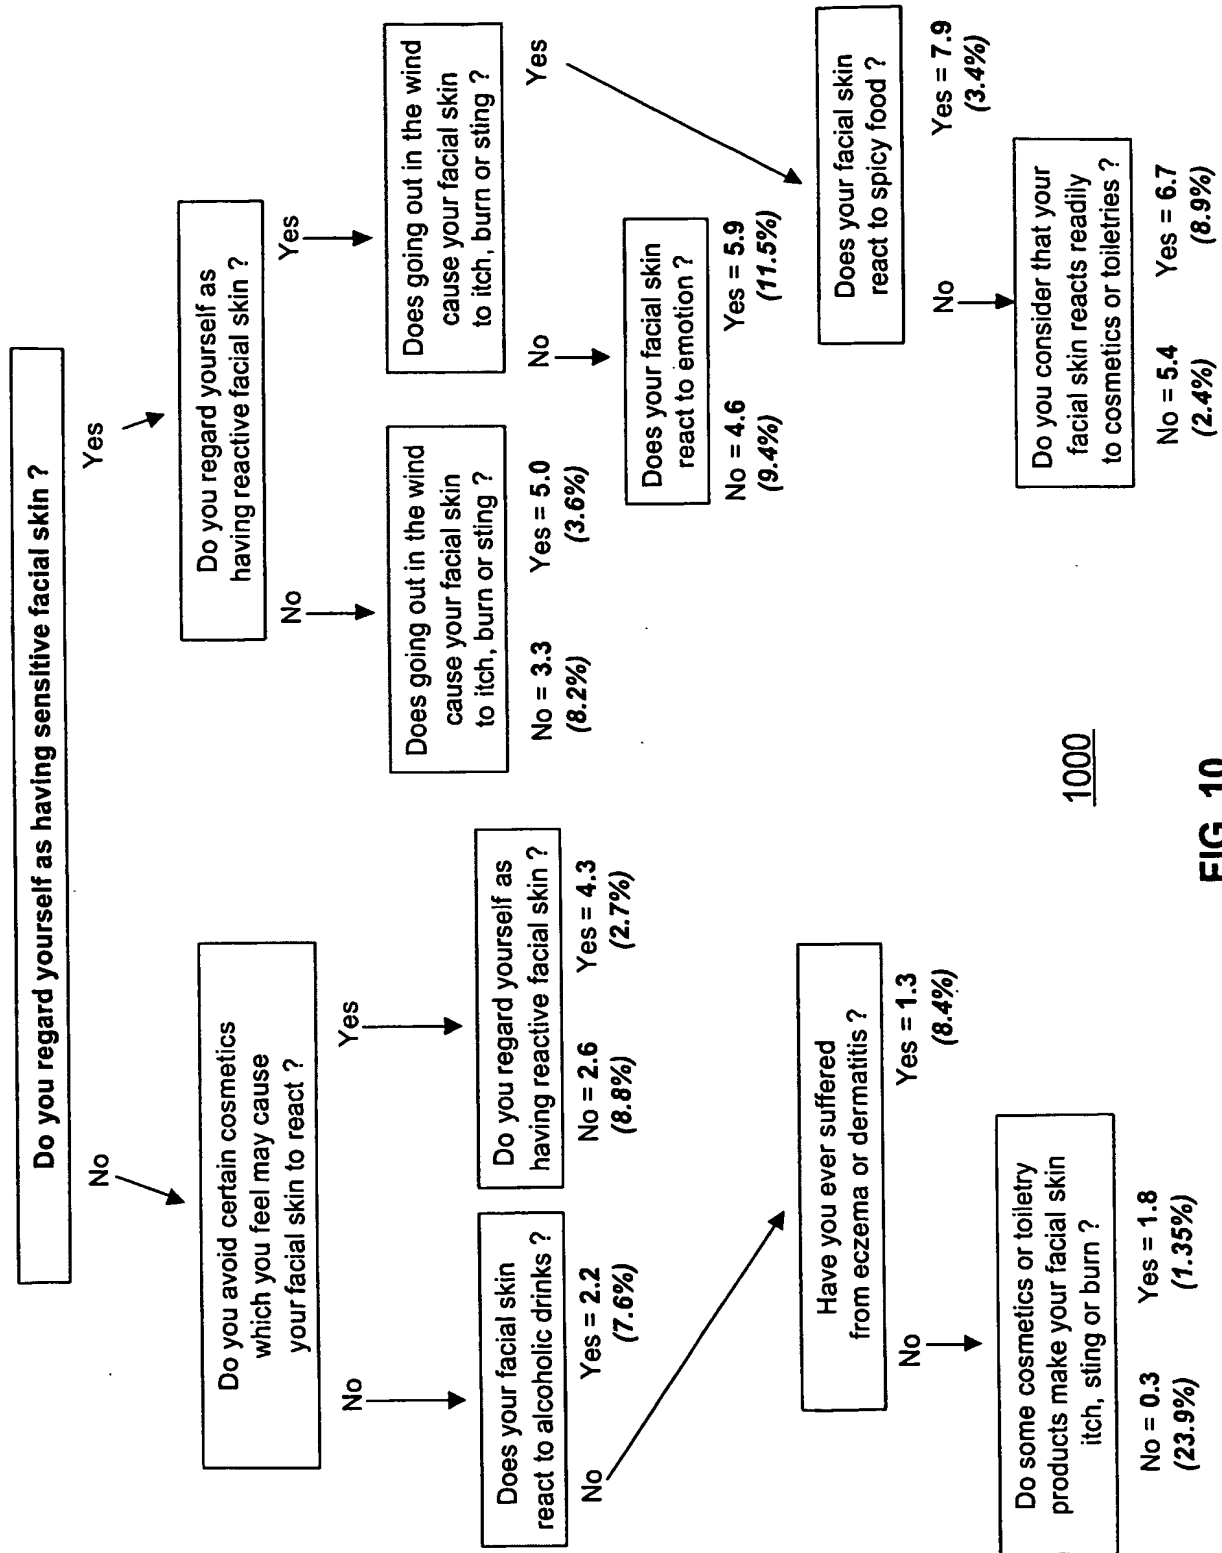 Do you regard yourself as having sensitive facial skin ?
No
Yes
Do you avoid certain cosmetics
which you feel may cause
your facial skin to react ?
No
Yes
Does your facial skin
react to alcoholic drinks ?
No
Yes = 2.2
(7.6%)
Do you regard yourself as
having reactive facial skin ?
No = 2.6
(8.8%)
Yes = 4.3
(2.7%)
Have you ever suffered
from eczema or dermatitis ?
No
Yes = 1.3
(8.4%)
Do some cosmetics or toiletry
products make your facial skin
itch, sting or burn ?
No = 0.3
(23.9%)
Yes = 1.8
(1.35%)
Do you regard yourself as
having reactive facial skin ?
No
Yes
Does going out in the wind
cause your facial skin
to itch, burn or sting ?
No = 3.3
(8.2%)
Yes = 5.0
(3.6%)
Does going out in the wind
cause your facial skin
to itch, burn or sting ?
No
Yes
Does your facial skin
react to emotion ?
No = 4.6
(9.4%)
Yes = 5.9
(11.5%)
Does your facial skin
react to spicy food ?
No
Yes = 7.9
(3.4%)
Do you consider that your
facial skin reacts readily
to cosmetics or toiletries ?
No = 5.4
(2.4%)
Yes = 6.7
(8.9%)
1000
FIG. 10